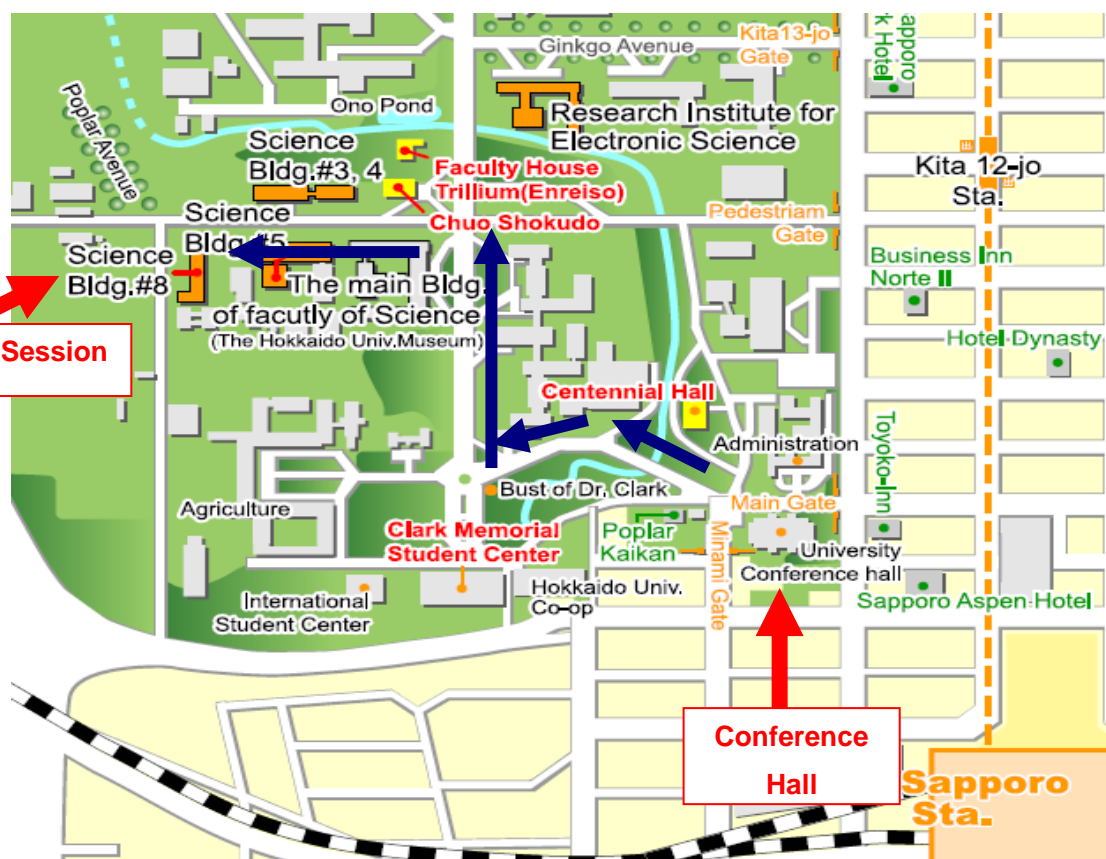 Ginkgo Avenue
Kita13-jo
Gate
Sapporo
k Hotel
Poplar Avenue
Ono Pond
Research Institute for
Electronic Science
Science
Bldg.#3, 4
Faculty House
Trillium(Enreiso)
Chuo Shokudo
Kita 12-jo
Sta.
Pedestriam
Gate
Science
Bldg. #5
Science
Bldg.#8
The main Bldg.
of facutly of Science
(The Hokkaido Univ.Museum)
Session
Business Inn
Norte II
Hotel Dynasty
Centennial Hall
Administration
Toyoko-Inn
Bust of Dr. Clark
Agriculture
Main Gate
Clark Memorial
Student Center
Poplar
Kaikan
Minami Gate
University
Conference hall
International
Student Center
Hokkaido Univ.
Co-op
Sapporo Aspen Hotel
Conference
Hall
Sapporo
Sta.